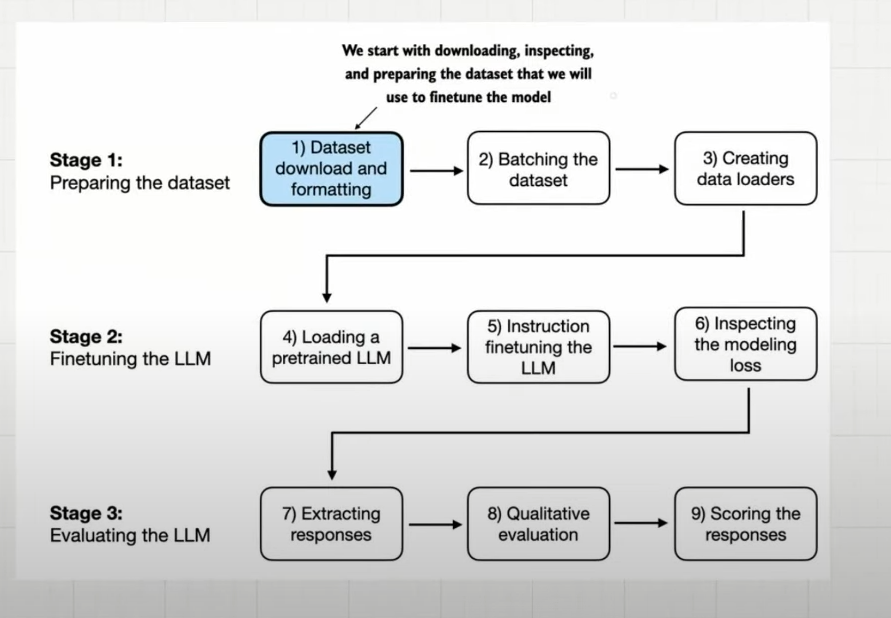 We start with downloading, inspecting,
and preparing the dataset that we will
use to finetune the model
Stage 1:
Preparing the dataset
1) Dataset
download and
formatting
2) Batching the
dataset
3) Creating
data loaders
Stage 2:
Finetuning the LLM
4) Loading a
pretrained LLM
5) Instruction
finetuning the
LLM
6) Inspecting
the modeling
loss
Stage 3:
Evaluating the LLM
7) Extracting
responses
8) Qualitative
evaluation
9) Scoring the
responses